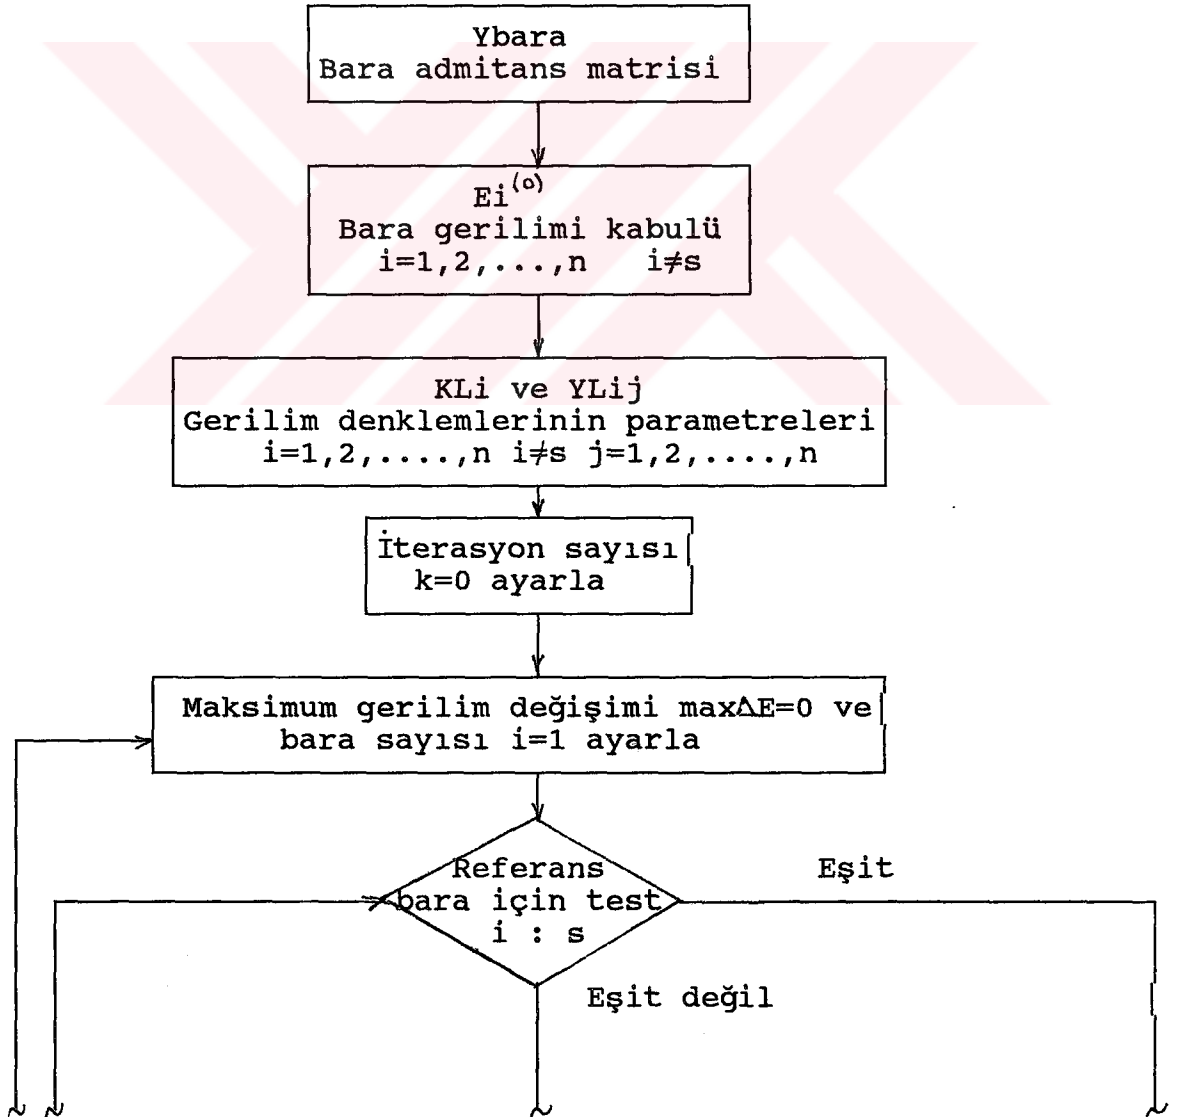 Ybara
Bara admitans matrisi
Ei(o)
Bara gerilimi kabulü
i=1,2,...,n i≠s
KLi ve YLij
Gerilim denklemlerinin parametreleri
i=1,2,....,n i≠s j=1,2,....,n
İterasyon sayısı
k=0 ayarla
Maksimum gerilim değişimi max∆E=0 ve
bara sayısı i=1 ayarla
Referans
bara için test
i : s
Eşit
Eşit değil